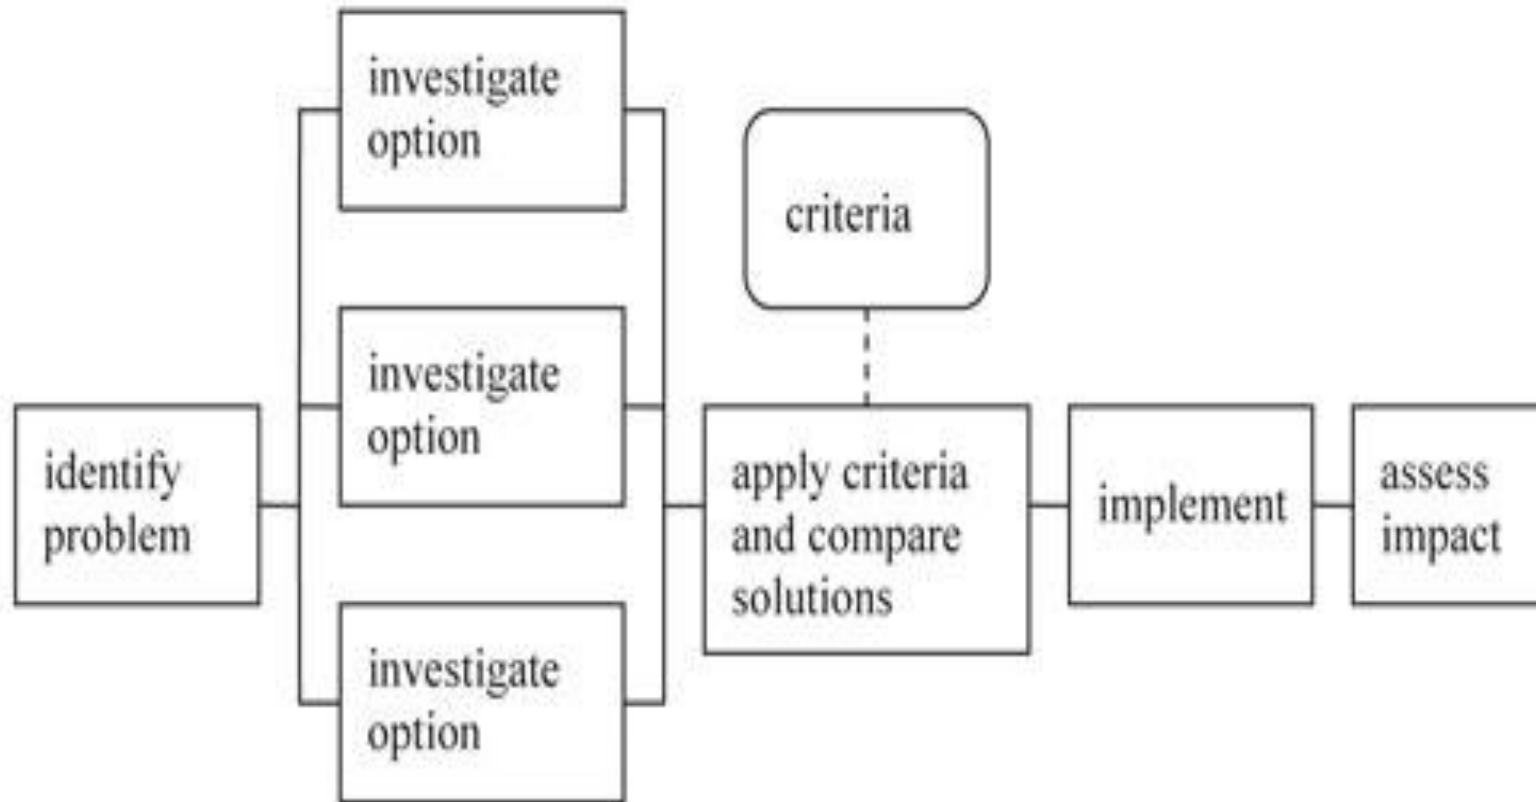 identify
problem
investigate
option
investigate
option
investigate
option
criteria
apply criteria
and compare
solutions
implement
assess
impact